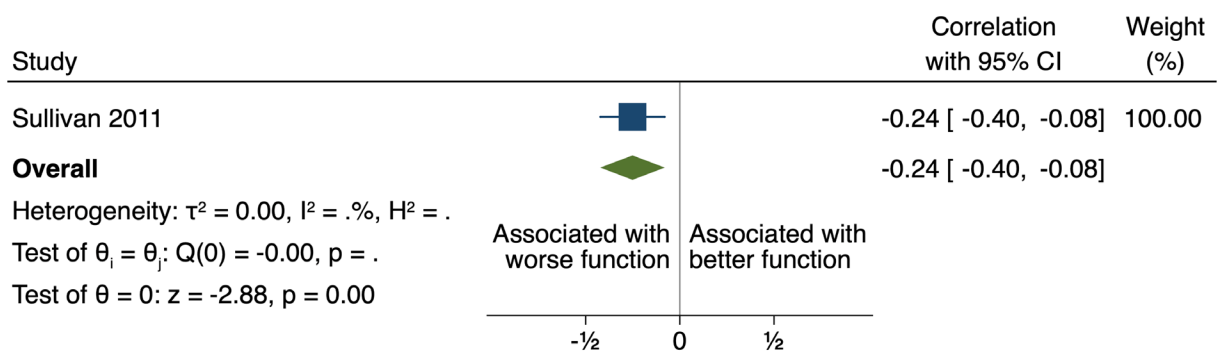 Study Correlation with 95% CI Weight (%)
Sullivan 2011 -0.24 [ -0.40, -0.08] 100.00
Overall -0.24 [ -0.40, -0.08]
Heterogeneity: τ² = 0.00, I² = .%, H² = .
Test of θᵢ = θⱼ: Q(0) = -0.00, p = .
Test of θ = 0: z = -2.88, p = 0.00
Associated with
worse function
Associated with
better function
-½ 0 ½